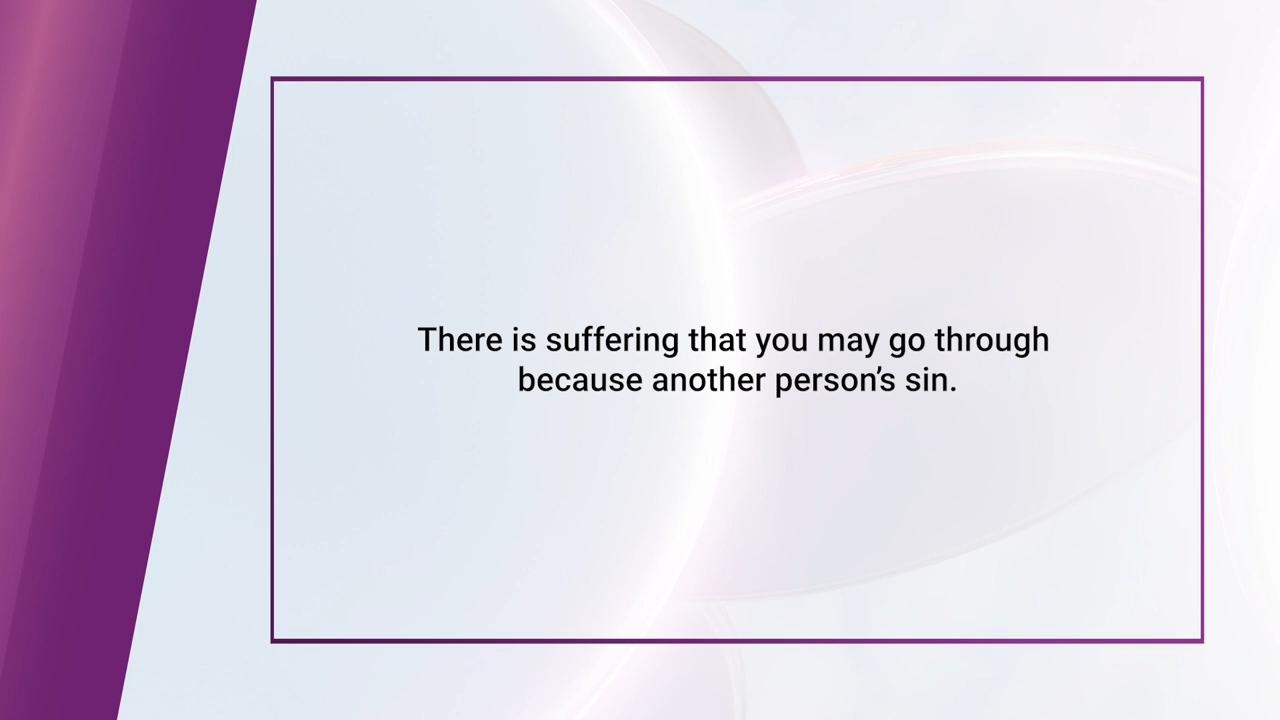 There is suffering that you may go through
because another person’s sin.